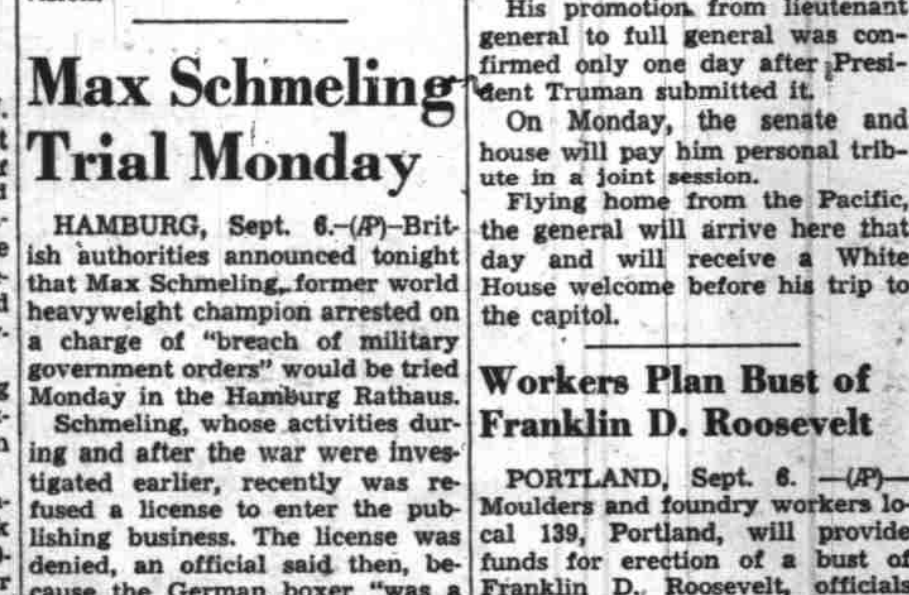 Max Schmeling
Trial Monday
HAMBURG, Sept. 6.—(AP)—Brit-
ish authorities announced tonight
that Max Schmeling, former world
heavyweight champion arrested on
a charge of "breach of military
government orders" would be tried
Monday in the Hamburg Rathaus.
Schmeling, whose activities dur-
ing and after the war were inves-
tigated earlier, recently was re-
fused a license to enter the pub-
lishing business. The license was
denied, an official said then, be-
cause the German boxer "was a
His promotion from lieutenant
general to full general was con-
firmed only one day after Presi-
dent Truman submitted it.
On Monday, the senate and
house will pay him personal trib-
ute in a joint session.
Flying home from the Pacific,
the general will arrive here that
day and will receive a White
House welcome before his trip to
the capitol.
Workers Plan Bust of
Franklin D. Roosevelt
PORTLAND, Sept. 6. —(AP)—
Moulders and foundry workers lo-
cal 139, Portland, will provide
funds for erection of a bust of
Franklin D. Roosevelt, officials